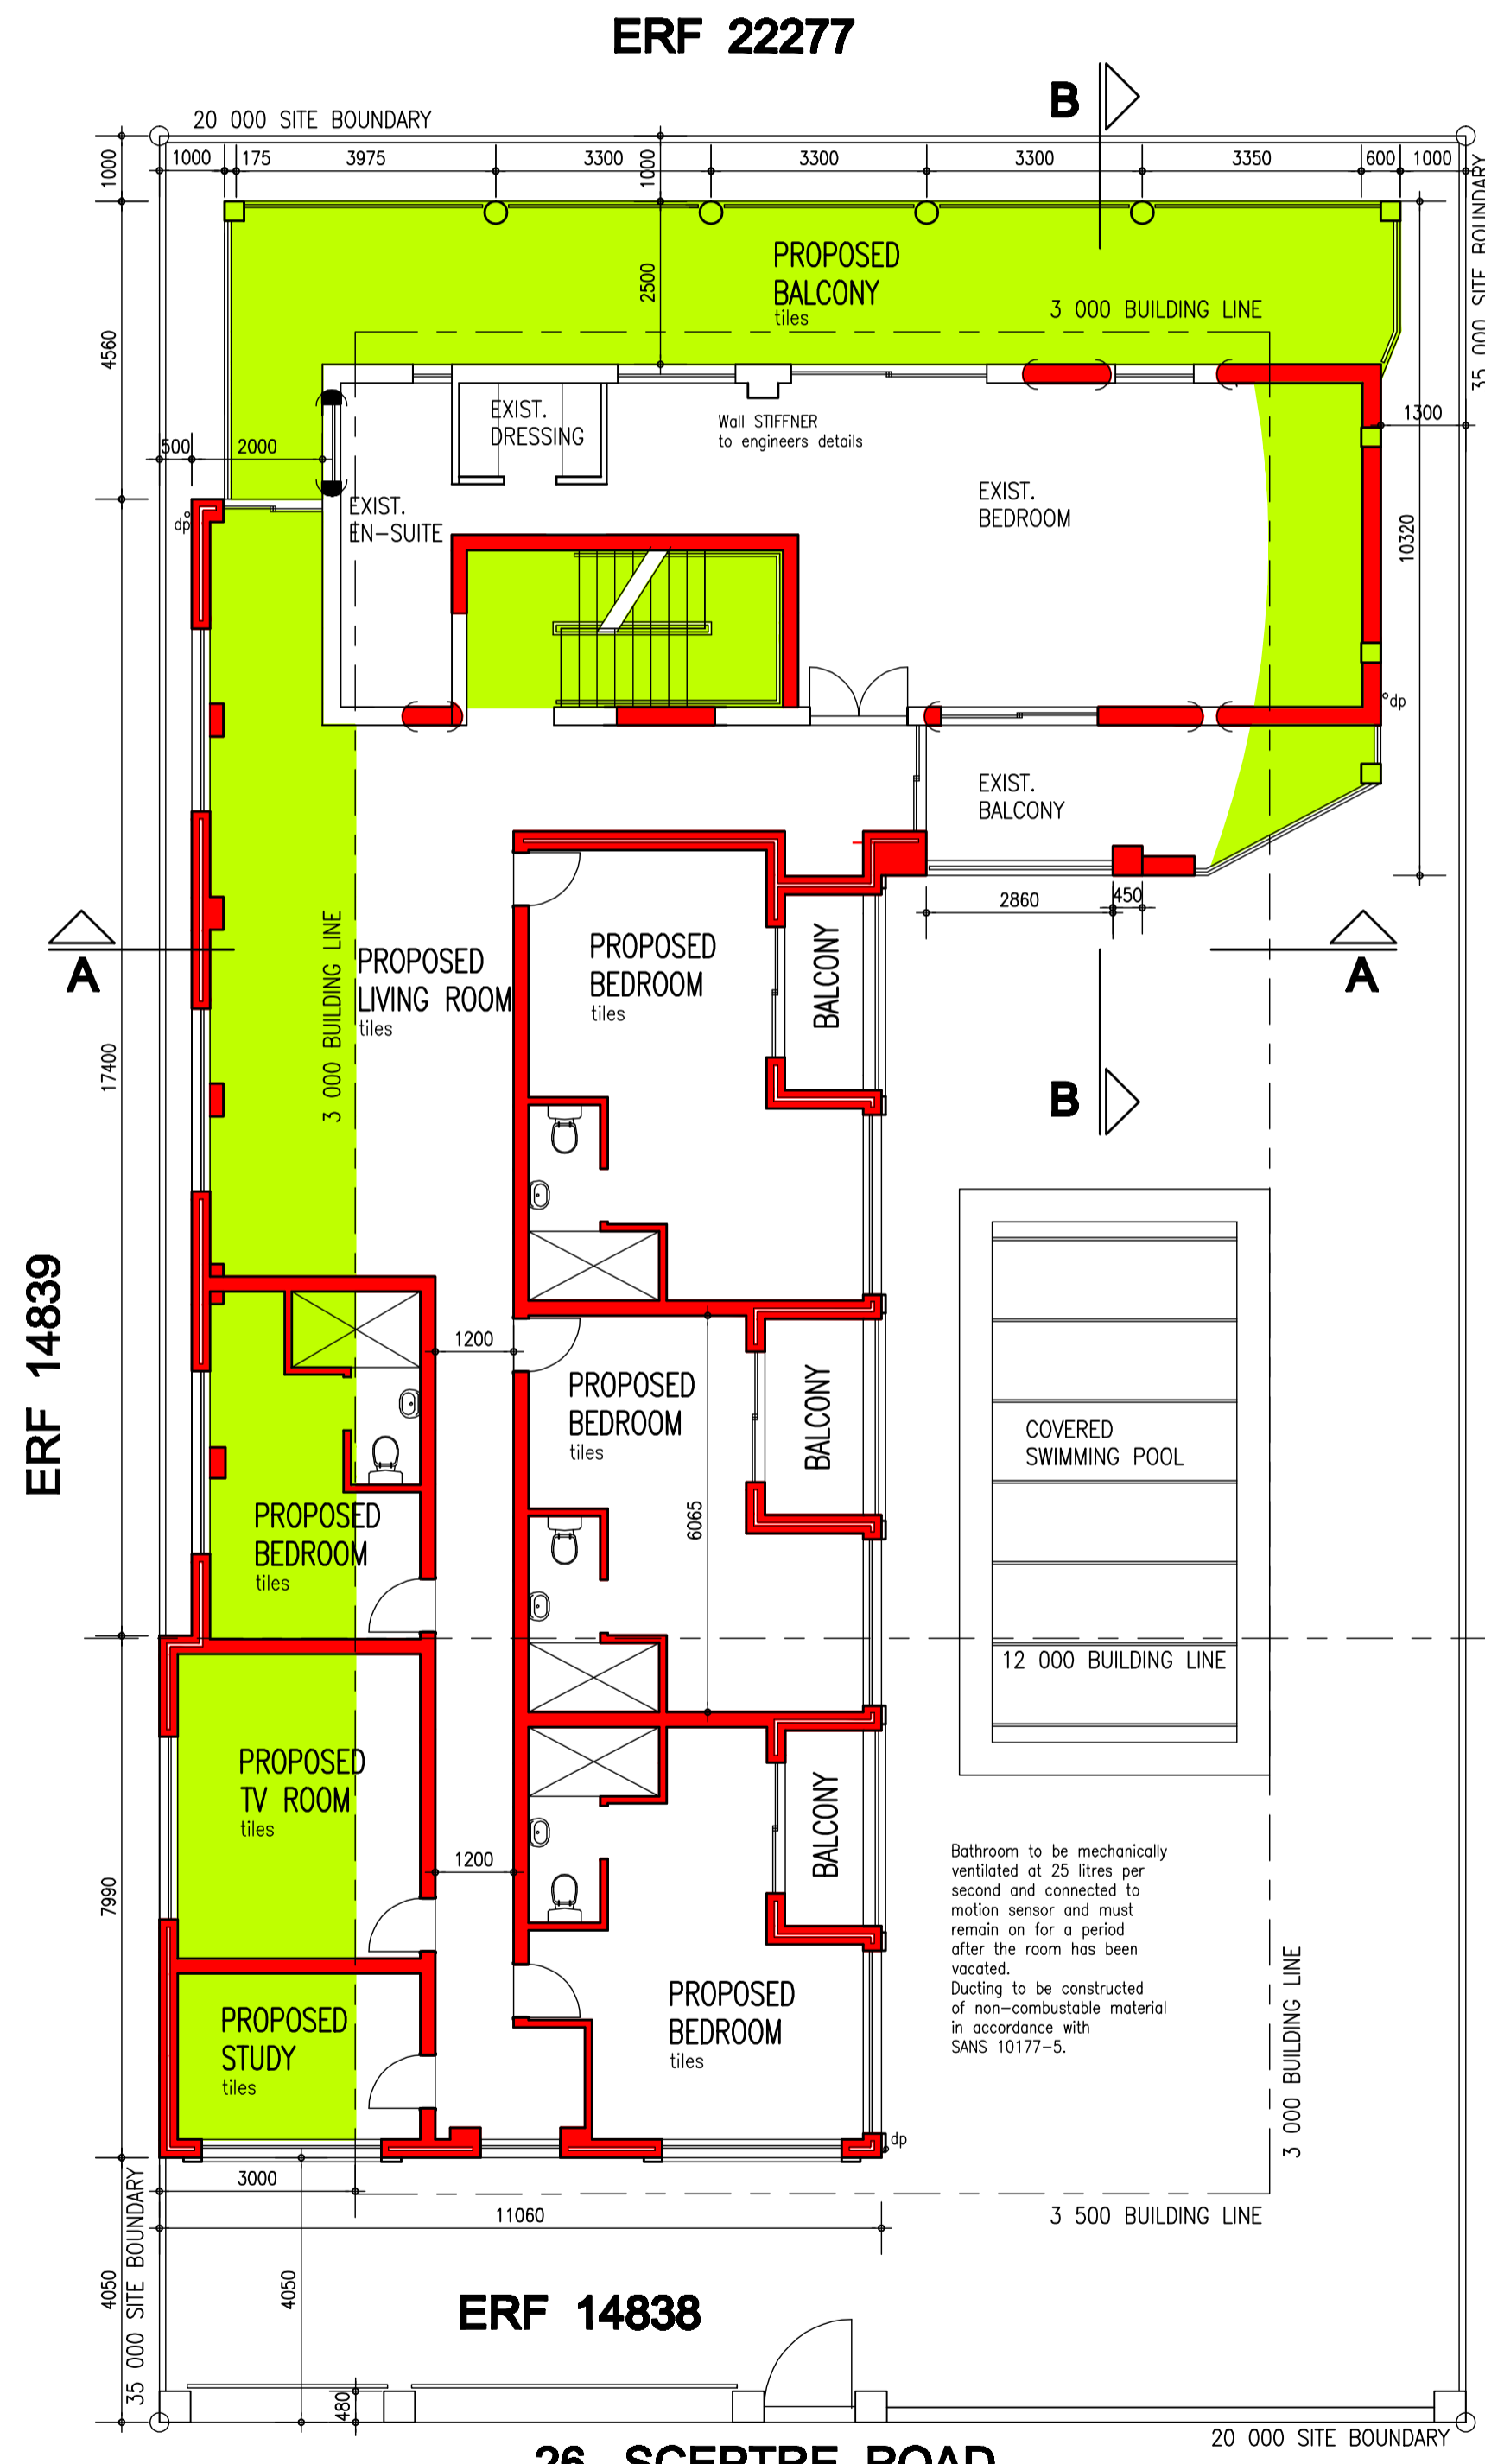 ERF 22277
B
20 000 SITE BOUNDARY
1000
175
3975
3300
3300
3300
3350
600
1000
1000
1000
35 000 SITE BOUNDARY
PROPOSED
BALCONY
tiles
2500
3 000 BUILDING LINE
4560
EXIST.
DRESSING
Wall STIFFNER
to engineers details
1300
500
2000
EXIST.
BEDROOM
EXIST.
EN-SUITE
dp
10320
dp
EXIST.
BALCONY
2860
450
A
3 000 BUILDING LINE
PROPOSED
LIVING ROOM
tiles
PROPOSED
BEDROOM
tiles
BALCONY
A
17400
B
ERF 14839
1200
PROPOSED
BEDROOM
tiles
BALCONY
COVERED
SWIMMING POOL
6065
PROPOSED
BEDROOM
tiles
12 000 BUILDING LINE
PROPOSED
TV ROOM
tiles
BALCONY
1200
7990
Bathroom to be mechanically
ventilated at 25 litres per
second and connected to
motion sensor and must
remain on for a period
after the room has been
vacated.
Ducting to be constructed
of non-combustable material
in accordance with
SANS 10177-5.
PROPOSED
BEDROOM
tiles
PROPOSED
STUDY
tiles
3 000 BUILDING LINE
dp
3000
11060
3 500 BUILDING LINE
35 000 SITE BOUNDARY
4050
4050
ERF 14838
480
20 000 SITE BOUNDARY
26 SCEPTRE ROAD